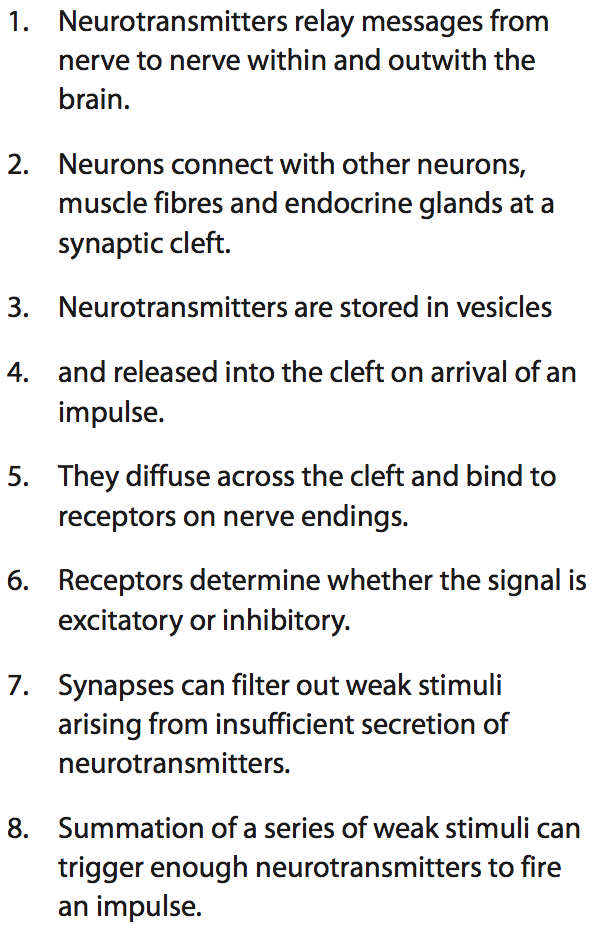 1. Neurotransmitters relay messages from
nerve to nerve within and outwith the
brain.
2. Neurons connect with other neurons,
muscle fibres and endocrine glands at a
synaptic cleft.
3. Neurotransmitters are stored in vesicles
4. and released into the cleft on arrival of an
impulse.
5. They diffuse across the cleft and bind to
receptors on nerve endings.
6. Receptors determine whether the signal is
excitatory or inhibitory.
7. Synapses can filter out weak stimuli
arising from insufficient secretion of
neurotransmitters.
8. Summation of a series of weak stimuli can
trigger enough neurotransmitters to fire
an impulse.